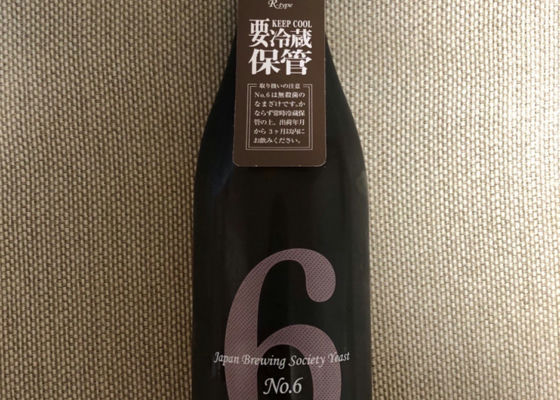 R-type
KEEP COOL
要冷蔵
保管
取り扱いの注意
No.6は無殺菌の
なまざけです。か
ならず常時冷蔵保
管の上、出荷年月
から3ヶ月以内に
お飲みください。
6
Japan Brewing Society Yeast
No.6